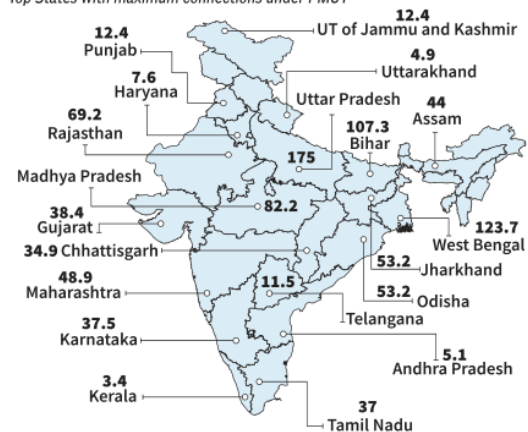 Top States with maximum connections under PMUY
12.4
UT of Jammu and Kashmir
12.4
Punjab
4.9
Uttarakhand
7.6
Haryana
Uttar Pradesh
44
Assam
69.2
Rajasthan
107.3
Bihar
175
Madhya Pradesh
82.2
38.4
Gujarat
123.7
West Bengal
34.9 Chhattisgarh
53.2
Jharkhand
48.9
Maharashtra
11.5
53.2 Odisha
Telangana
37.5
Karnataka
5.1
Andhra Pradesh
3.4
Kerala
37
Tamil Nadu